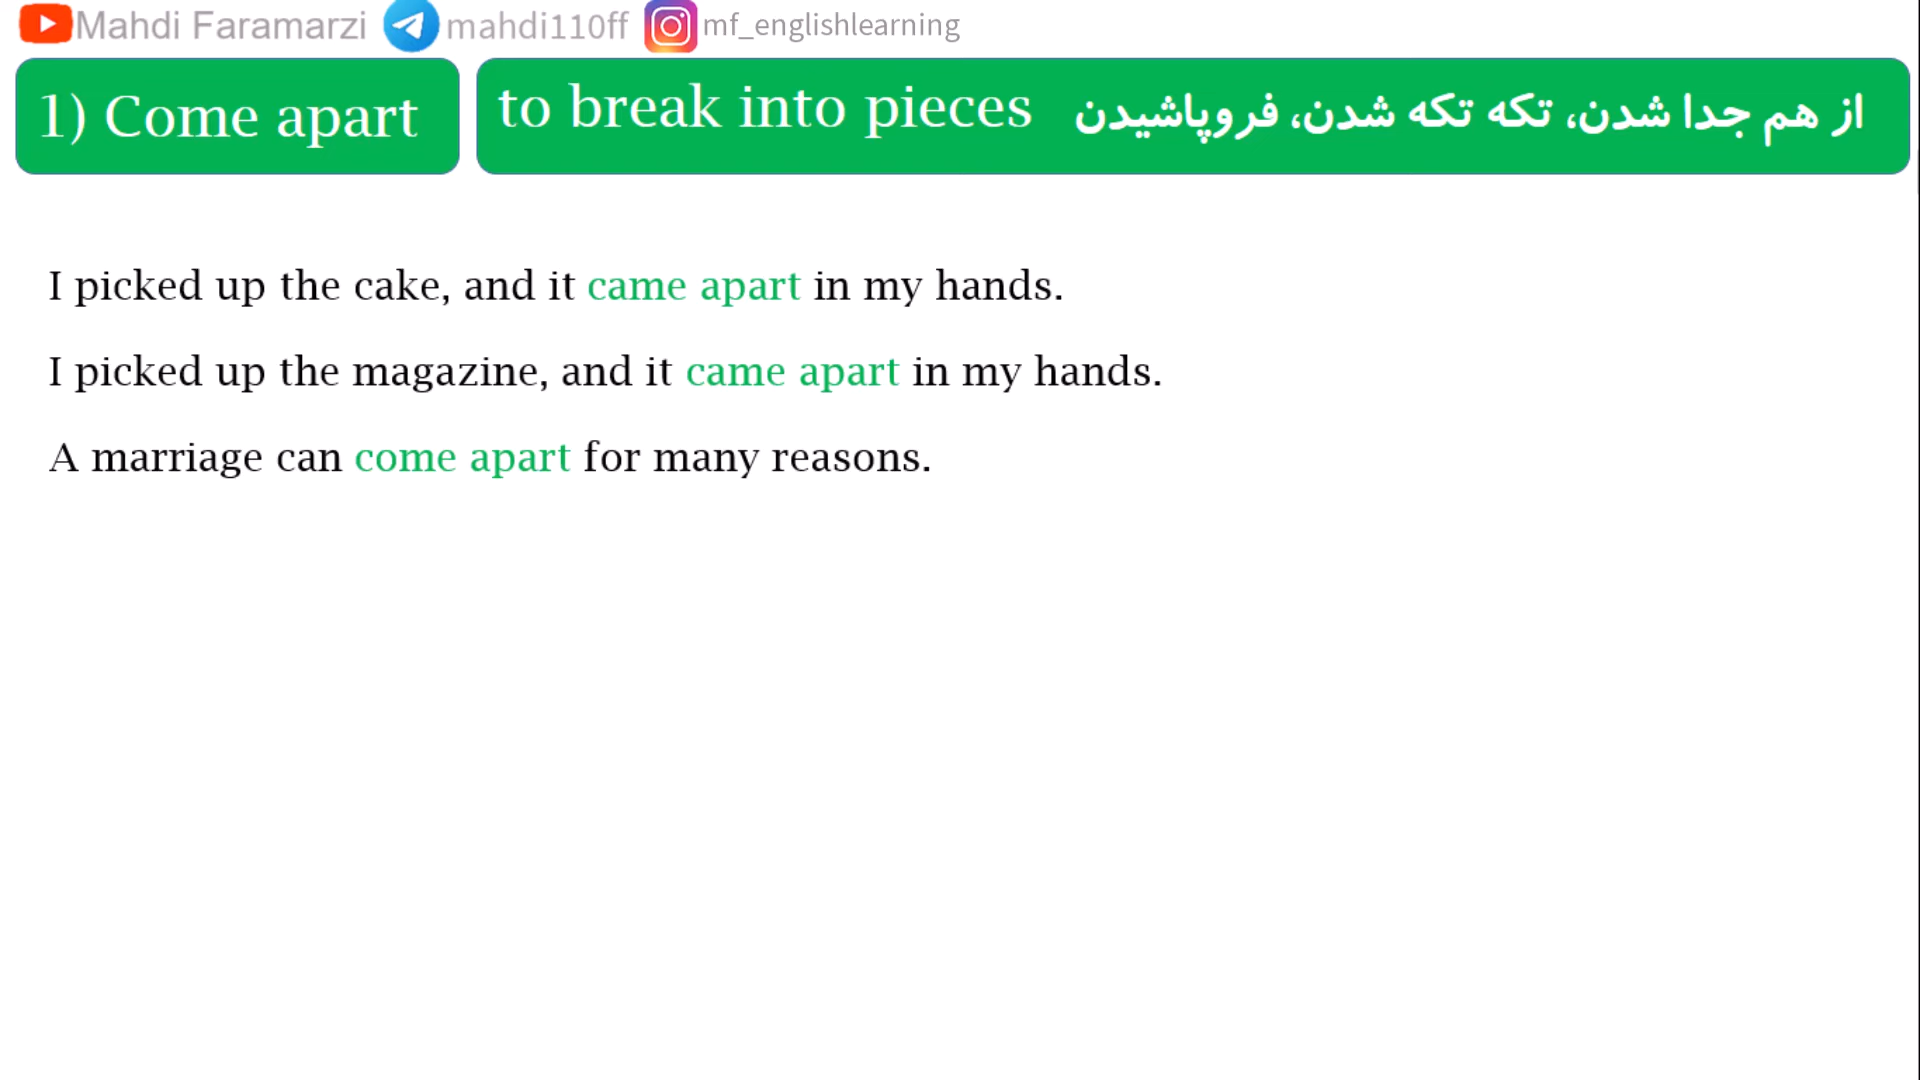 Mahdi Faramarzi mahdi110ff mf_englishlearning
1) Come apart
to break into pieces از هم جدا شدن، تکه تکه شدن، فروپاشیدن
I picked up the cake, and it came apart in my hands.
I picked up the magazine, and it came apart in my hands.
A marriage can come apart for many reasons.